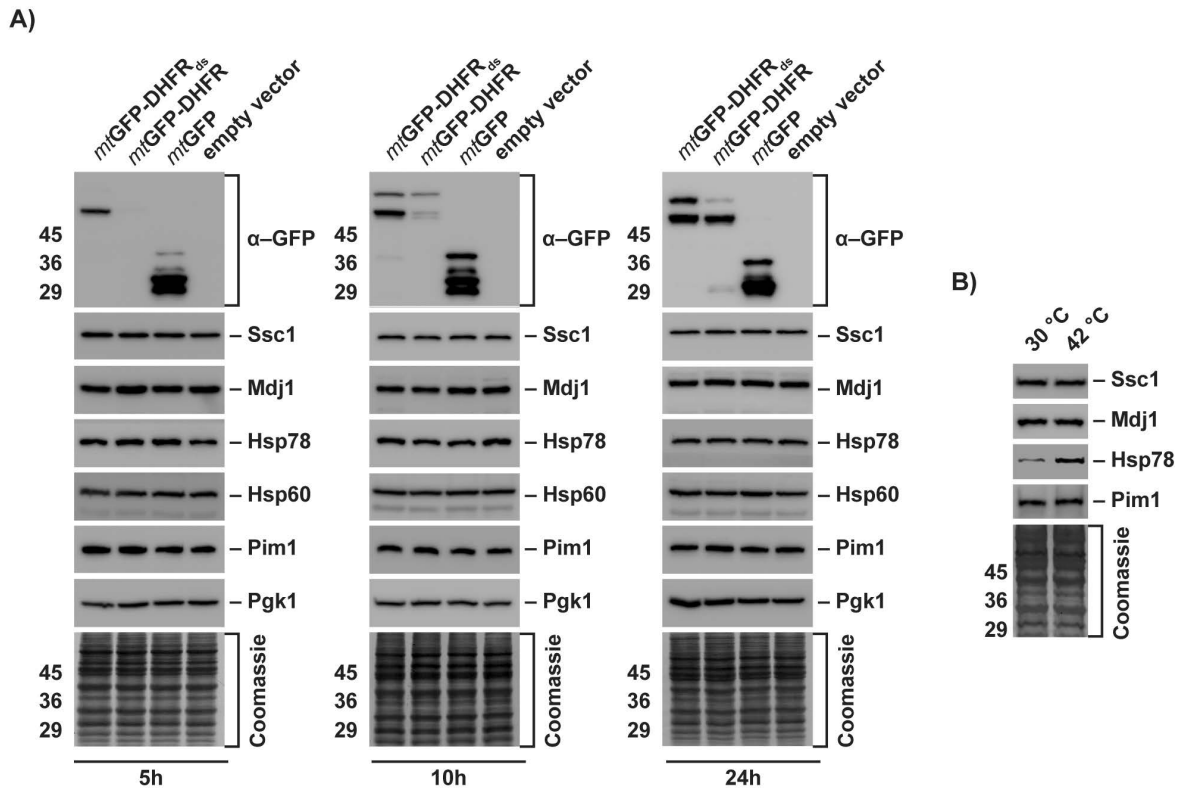 A)
mtGFP-DHFRds
mtGFP-DHFR
mtGFP
empty vector
45
36
29
α–GFP
– Ssc1
– Mdj1
– Hsp78
– Hsp60
– Pim1
– Pgk1
45
36
29
Coomassie
5h
mtGFP-DHFRds
mtGFP-DHFR
mtGFP
empty vector
45
36
29
α–GFP
– Ssc1
– Mdj1
– Hsp78
– Hsp60
– Pim1
– Pgk1
45
36
29
Coomassie
10h
mtGFP-DHFRds
mtGFP-DHFR
mtGFP
empty vector
45
36
29
α–GFP
– Ssc1
– Mdj1
– Hsp78
– Hsp60
– Pim1
– Pgk1
45
36
29
Coomassie
24h
B)
30 °C
42 °C
– Ssc1
– Mdj1
– Hsp78
– Pim1
45
36
29
Coomassie